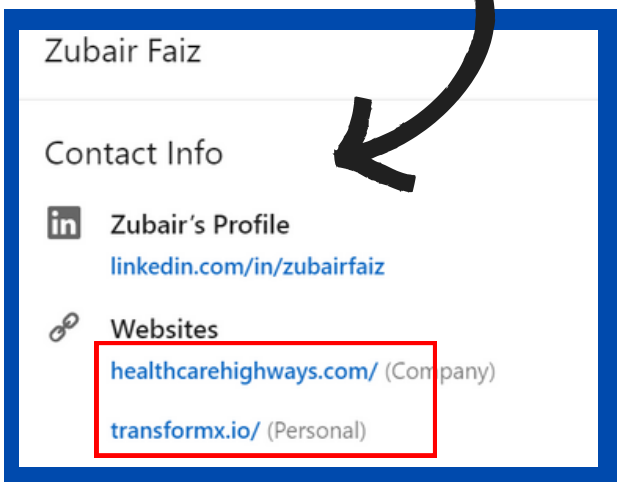 Zubair Faiz
Contact Info
in
Zubair's Profile
linkedin.com/in/zubairfaiz
Websites
healthcarehighways.com/ (Company)
transformx.io/ (Personal)